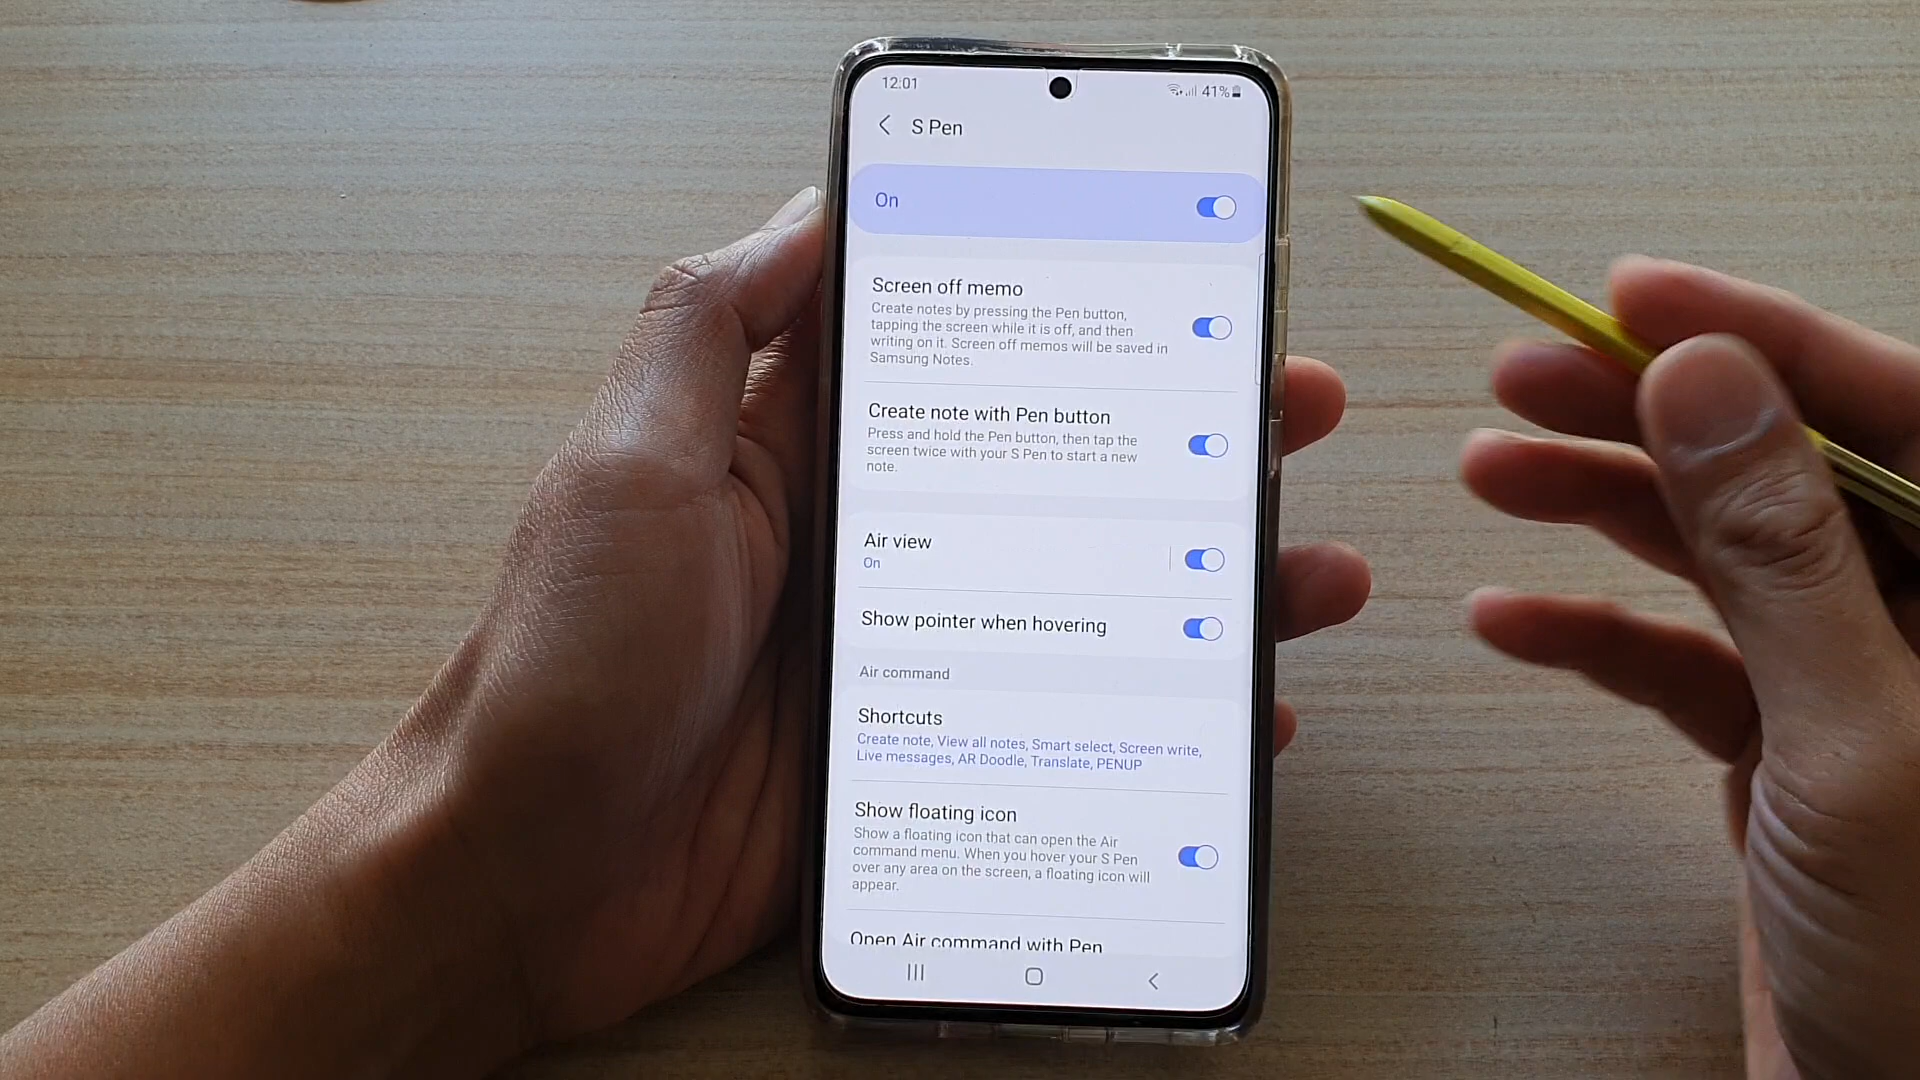 12:01
41%
S Pen
On
Screen off memo
Create notes by pressing the Pen button,
tapping the screen while it is off, and then
writing on it. Screen off memos will be saved in
Samsung Notes.
Create note with Pen button
Press and hold the Pen button, then tap the
screen twice with your S Pen to start a new
note.
Air view
On
Show pointer when hovering
Air command
Shortcuts
Create note, View all notes, Smart select, Screen write,
Live messages, AR Doodle, Translate, PENUP
Show floating icon
Show a floating icon that can open the Air
command menu. When you hover your S Pen
over any area on the screen, a floating icon will
appear.
Open Air command with Pen